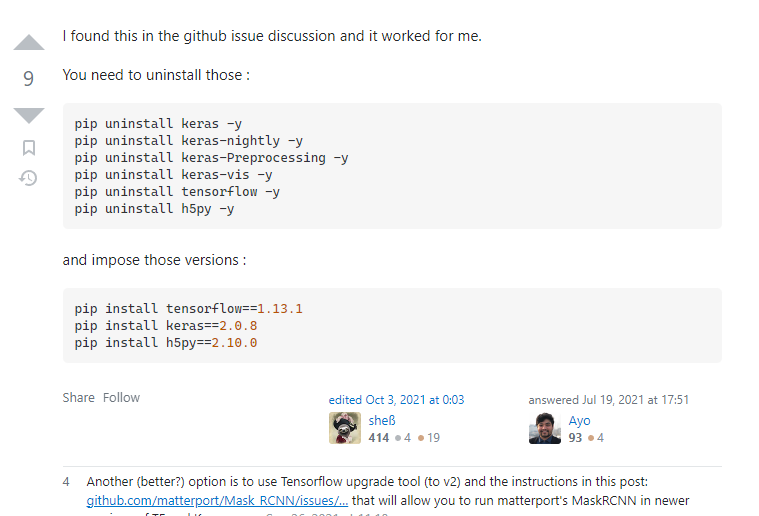 I found this in the github issue discussion and it worked for me.
9
You need to uninstall those :
pip uninstall keras -y
pip uninstall keras-nightly -y
pip uninstall keras-Preprocessing -y
pip uninstall keras-vis -y
pip uninstall tensorflow -y
pip uninstall h5py -y
and impose those versions :
pip install tensorflow==1.13.1
pip install keras==2.0.8
pip install h5py==2.10.0
Share Follow
edited Oct 3, 2021 at 0:03
sheß
414 4 19
answered Jul 19, 2021 at 17:51
Ayo
93 4
4 Another (better?) option is to use Tensorflow upgrade tool (to v2) and the instructions in this post:
github.com/matterport/Mask_RCNN/issues/... that will allow you to run matterport's MaskRCNN in newer